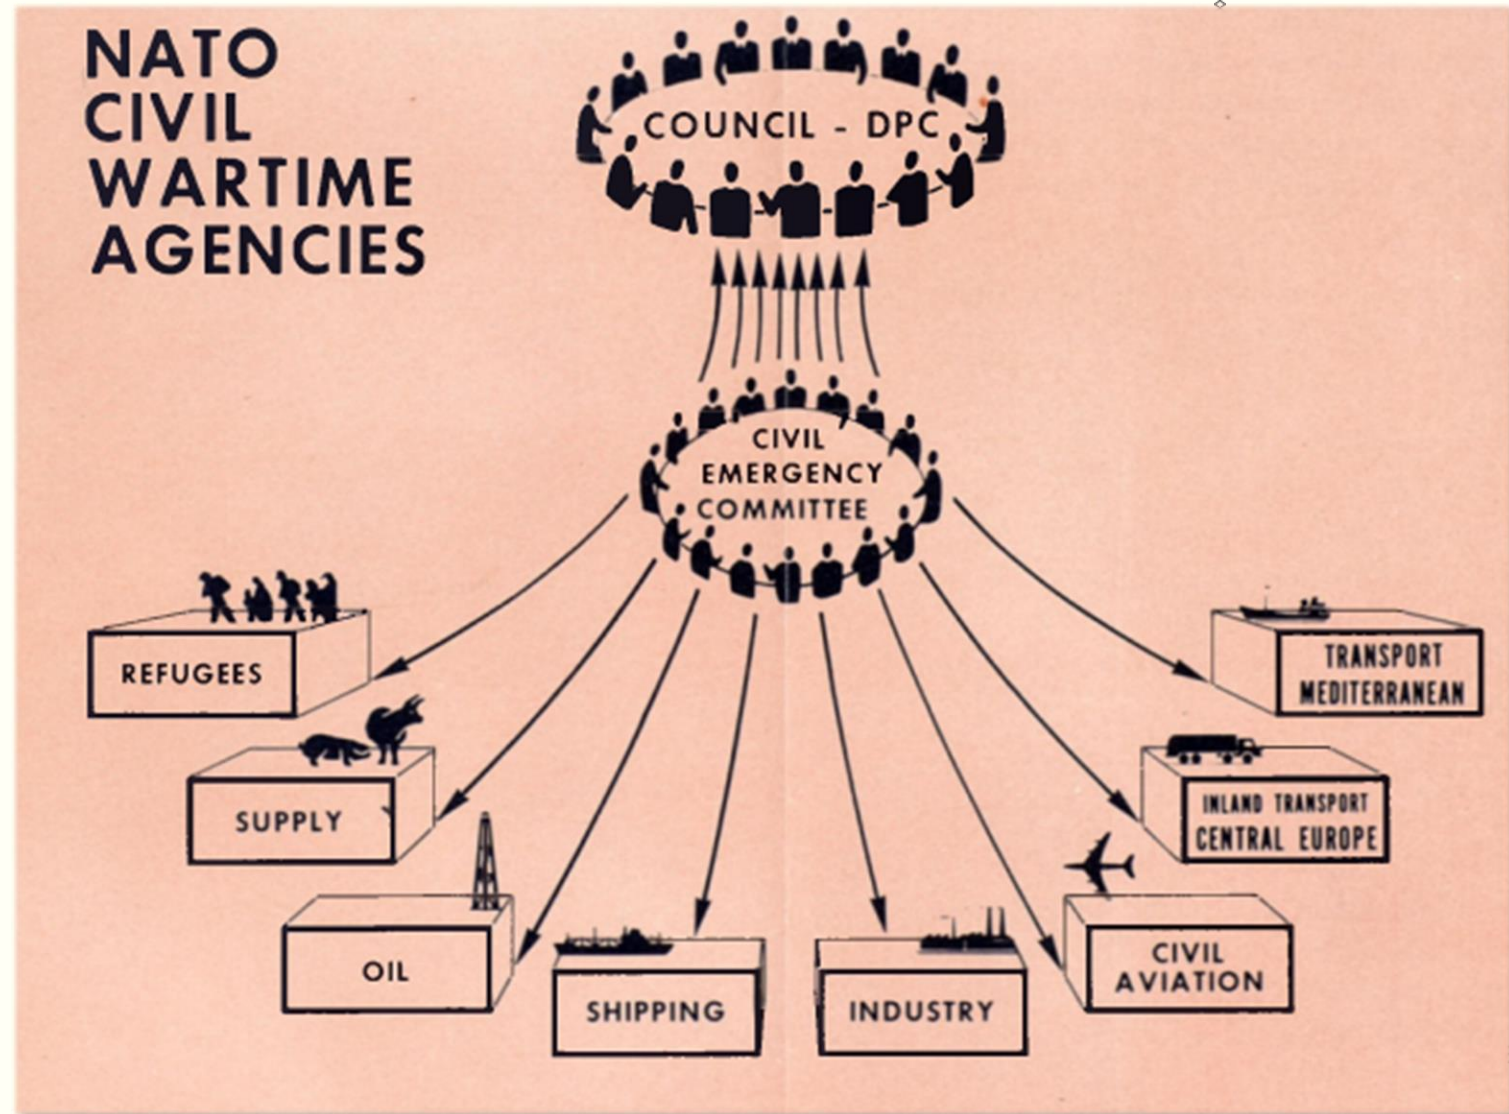 NATO
CIVIL
WARTIME
AGENCIES
COUNCIL - DPC
CIVIL
EMERGENCY
COMMITTEE
REFUGEES
TRANSPORT
MEDITERRANEAN
SUPPLY
INLAND TRANSPORT
CENTRAL EUROPE
OIL
CIVIL
AVIATION
SHIPPING
INDUSTRY